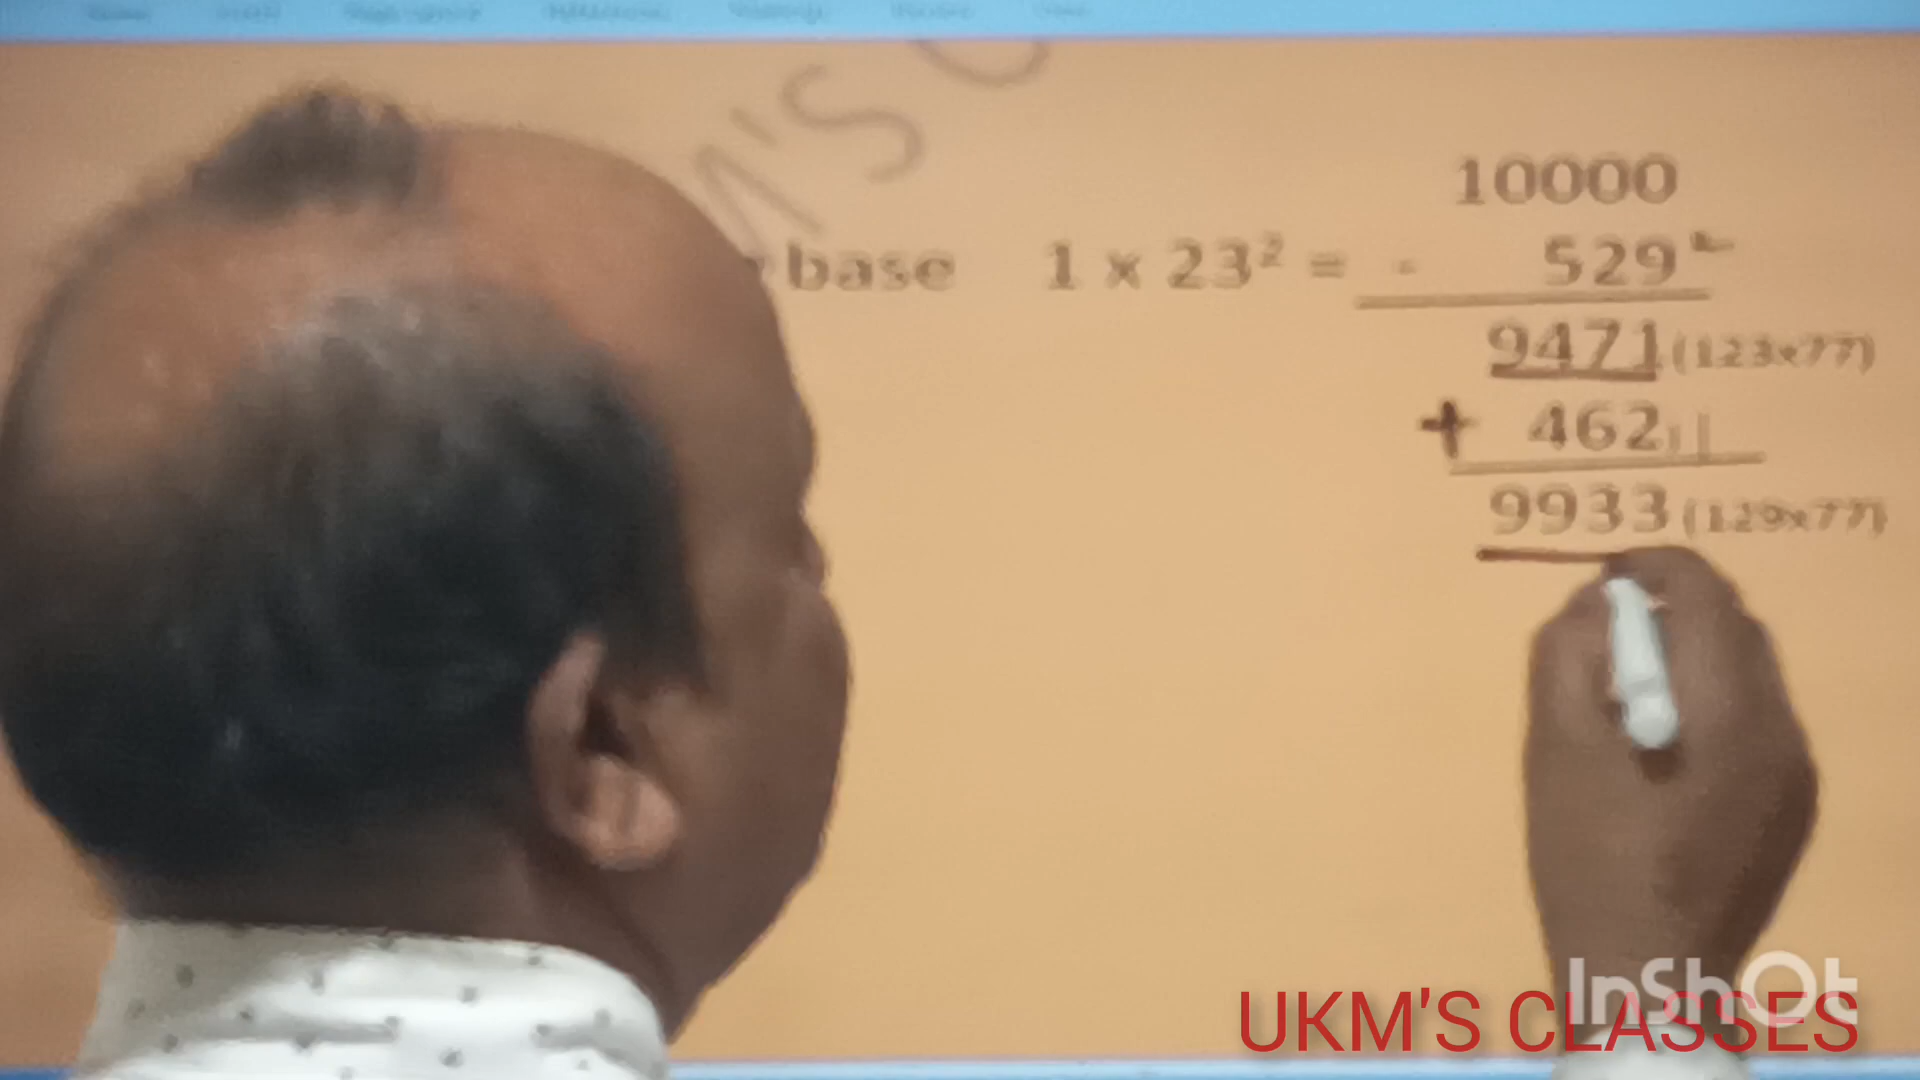 M'S C
10000
base 1 x 23² = - 529
9471 (123x77)
+ 462
9933 (129x77)
InShOt
UKM'S CLASSES